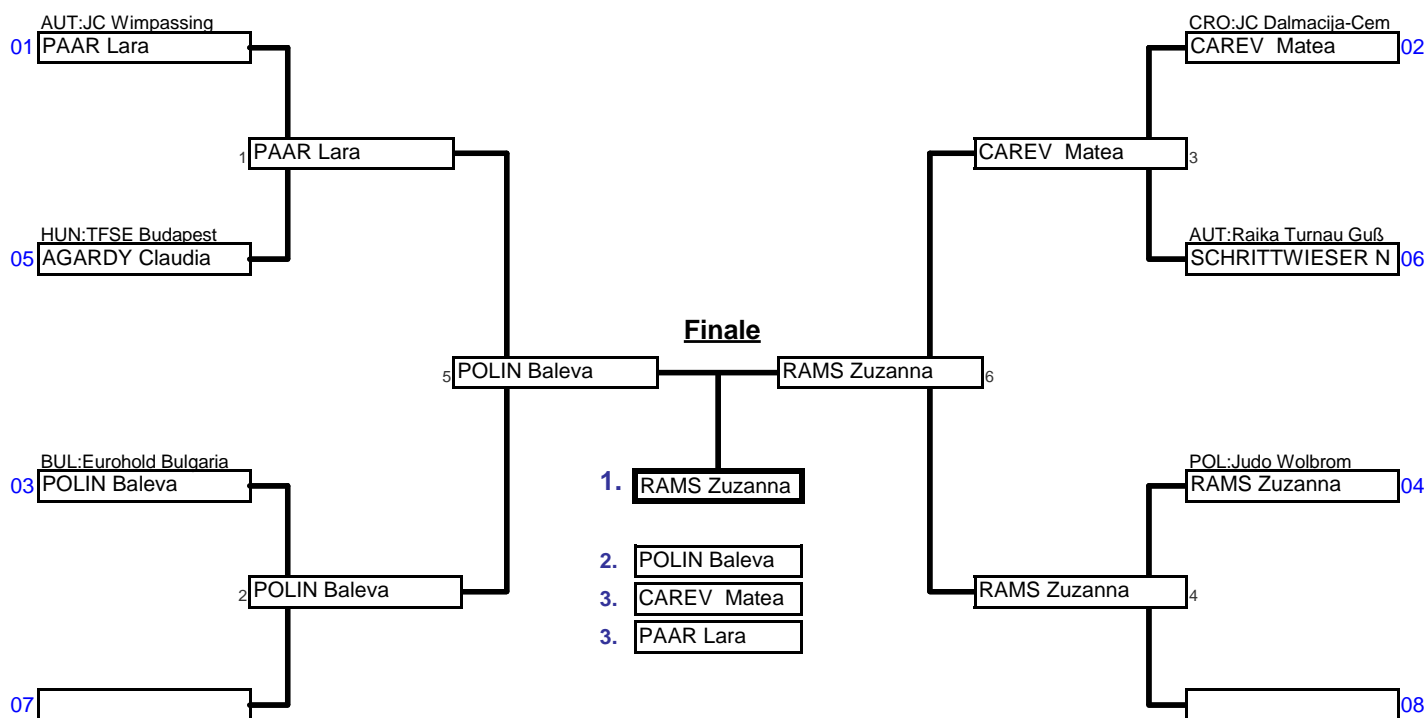 AUT:JC Wimpassing
CRO:JC Dalmacija-Cem
01 PAAR Lara
CAREV  Matea 02
1 PAAR Lara
CAREV  Matea 3
HUN:TFSE Budapest
AUT:Raika Turnau Guß
05 AGARDY Claudia
SCHRITTWIESER N 06
Finale
5 POLIN Baleva
RAMS Zuzanna 6
BUL:Eurohold Bulgaria
POL:Judo Wolbrom
03 POLIN Baleva
1. RAMS Zuzanna
RAMS Zuzanna 04
2. POLIN Baleva
2 POLIN Baleva
3. CAREV  Matea
RAMS Zuzanna 4
3. PAAR Lara
07
08